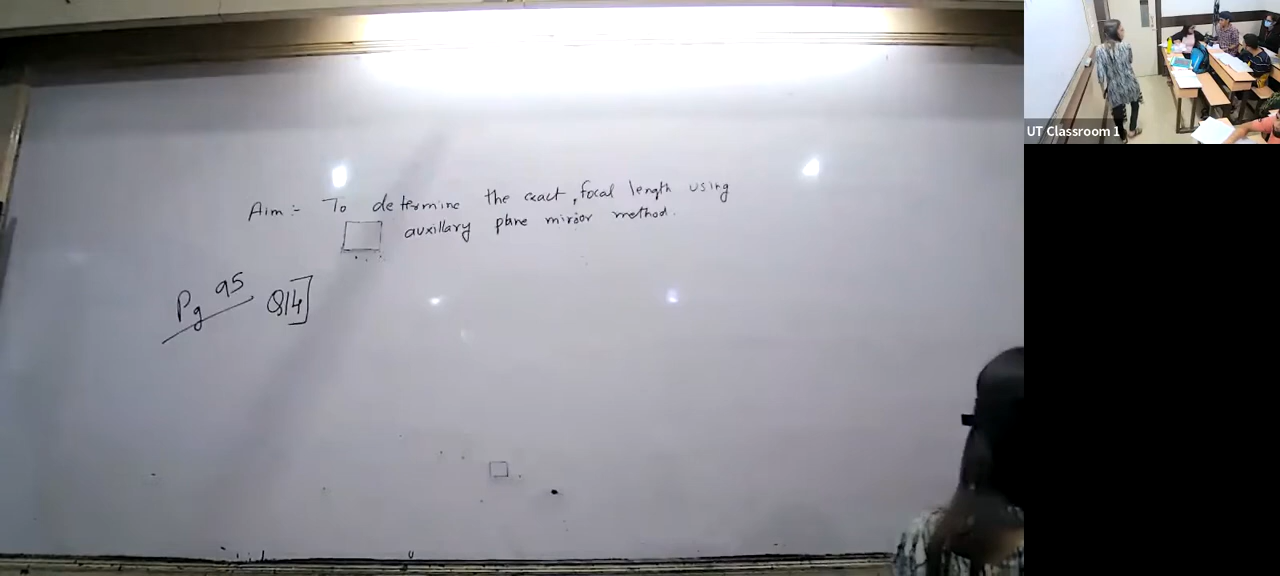 Aim :- To determine the exact, focal length using
auxillary plane mirror method.
Pg 95 Q14]
UT Classroom 1